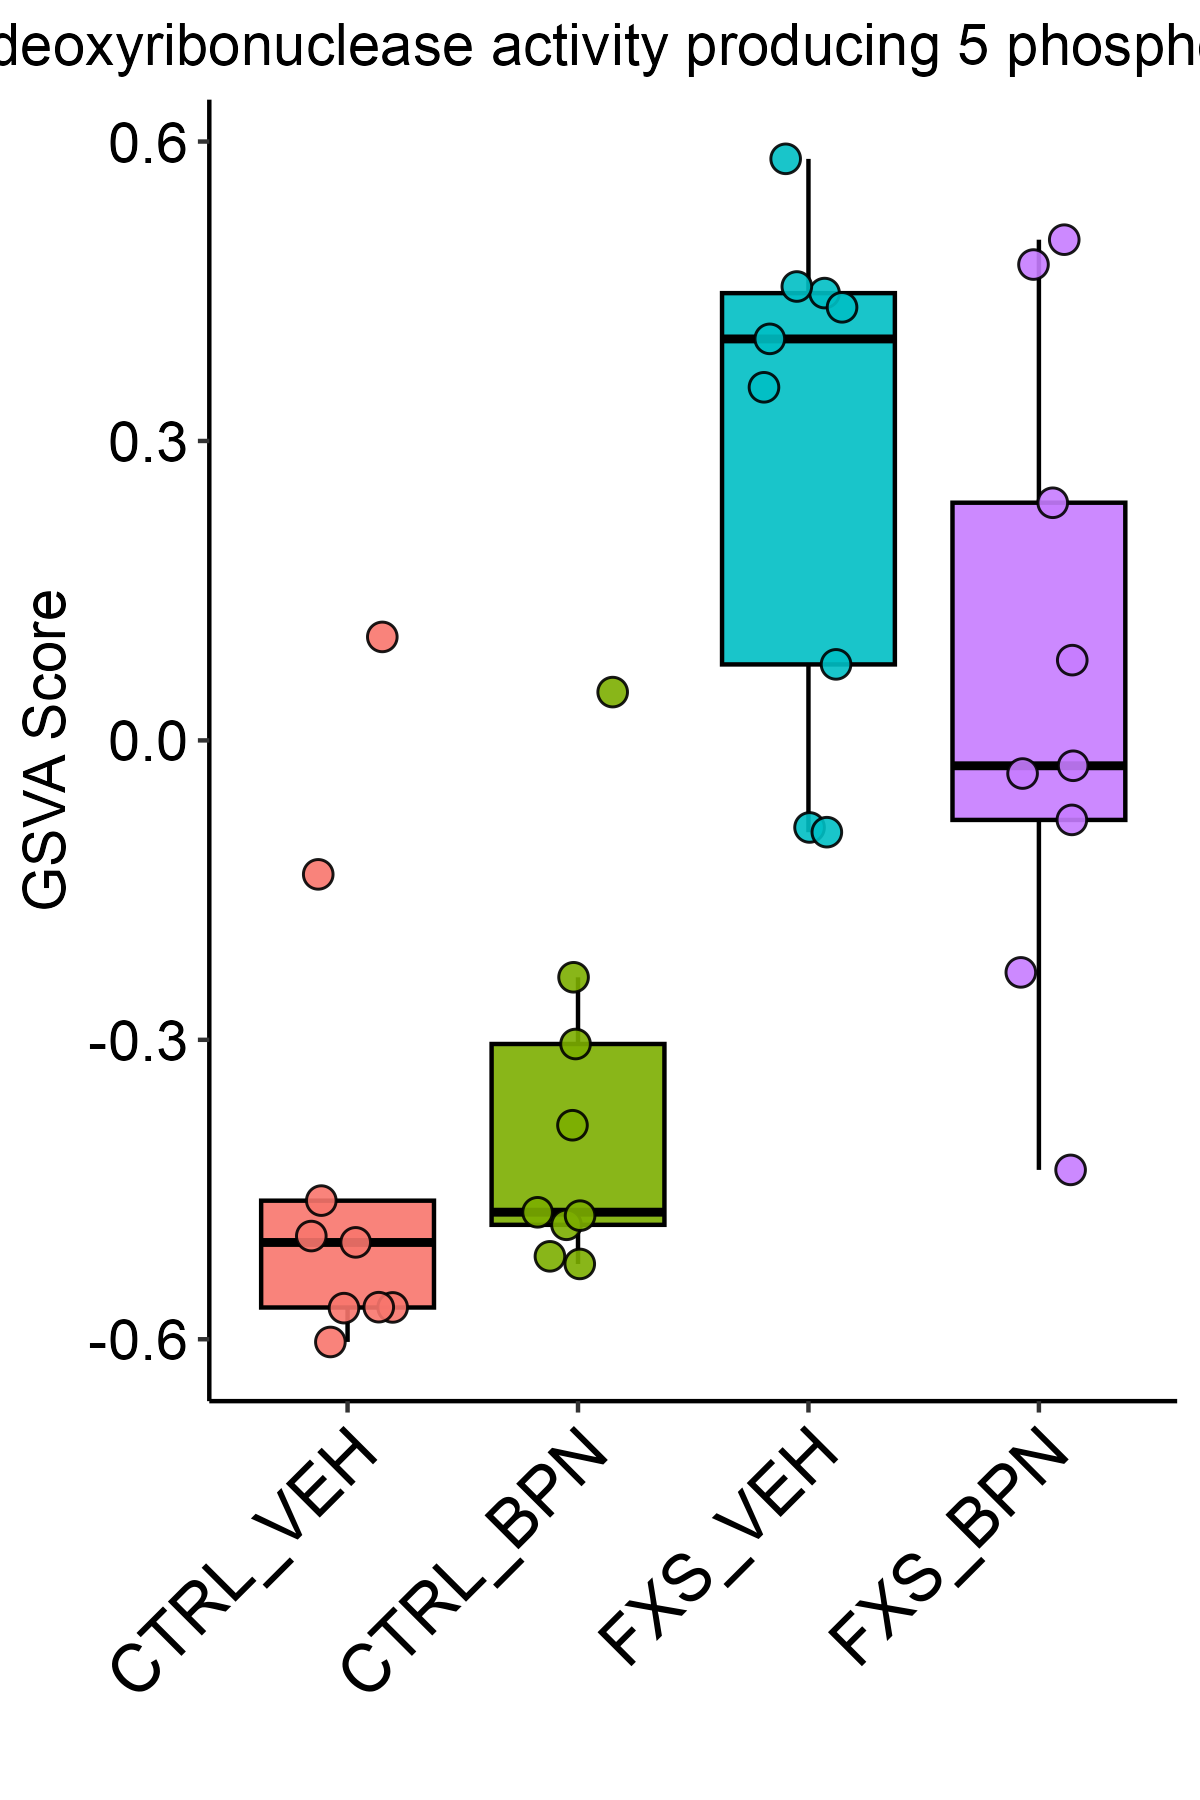 deoxyribonuclease activity producing 5
GSVA Score
0.6
0.3
0.0
-0.3
-0.6
CTRL_VEH
CTRL_BPN
FXS_VEH
FXS_BPN